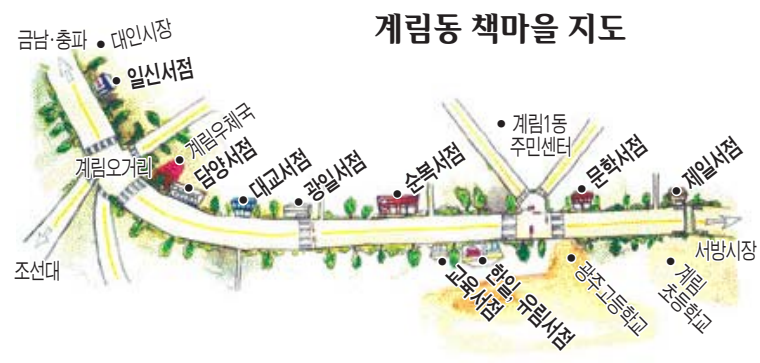 계림동 책마을 지도
금남·충파
대인시장
일신서점
계림오거리
계림우체국
담양서점
대교서점
광일서점
순복서점
계림1동
주민센터
문학서점
제일서점
서방시장
조선대
교육서점
한일, 유림서점
광주고등학교
계림
초등학교